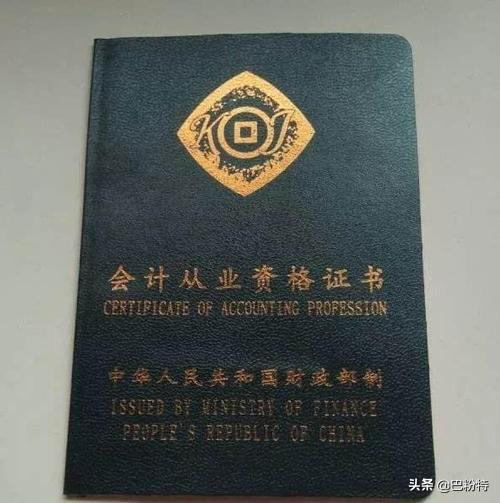 KJ
会计从业资格证书
CERTIFICATE OF ACCOUNTING PROFESSION
中华人民共和国财政部制
ISSUED BY MINISTRY OF FINANCE
PEOPLE'S REPUBLIC OF CHINA
头条 @巴粉特